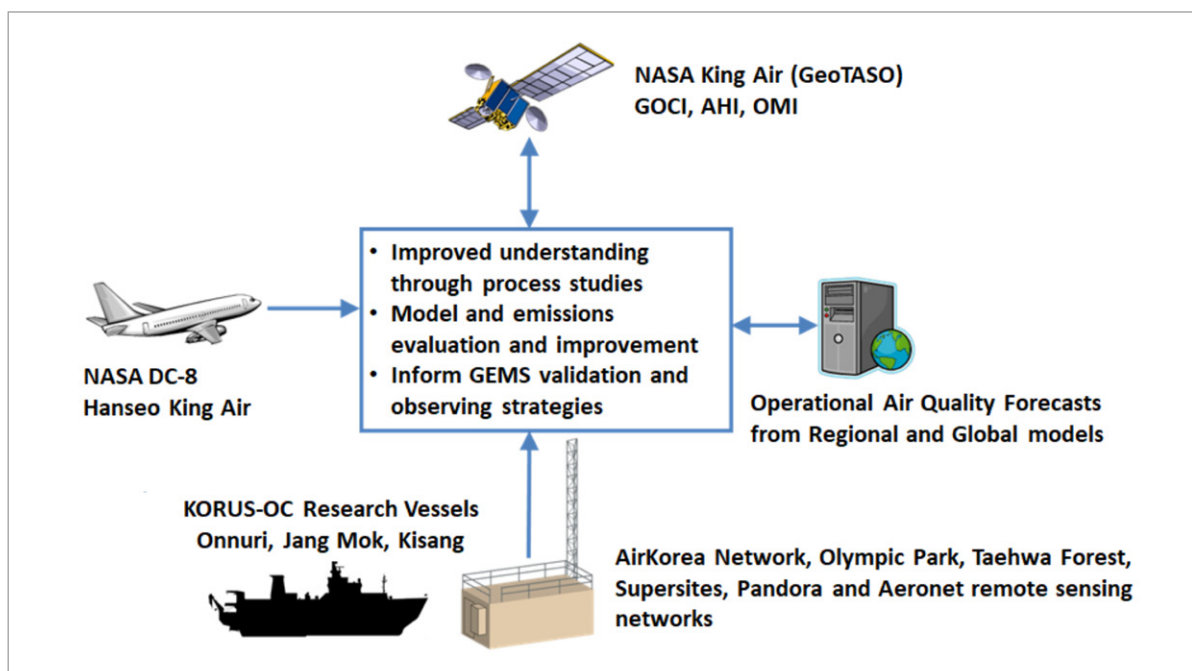 NASA King Air (GeoTASO)
GOCI, AHI, OMI
• Improved understanding
through process studies
• Model and emissions
evaluation and improvement
• Inform GEMS validation and
observing strategies
NASA DC-8
Hanseo King Air
Operational Air Quality Forecasts
from Regional and Global models
KORUS-OC Research Vessels
Onnuri, Jang Mok, Kisang
AirKorea Network, Olympic Park, Taehwa Forest,
Supersites, Pandora and Aeronet remote sensing
networks